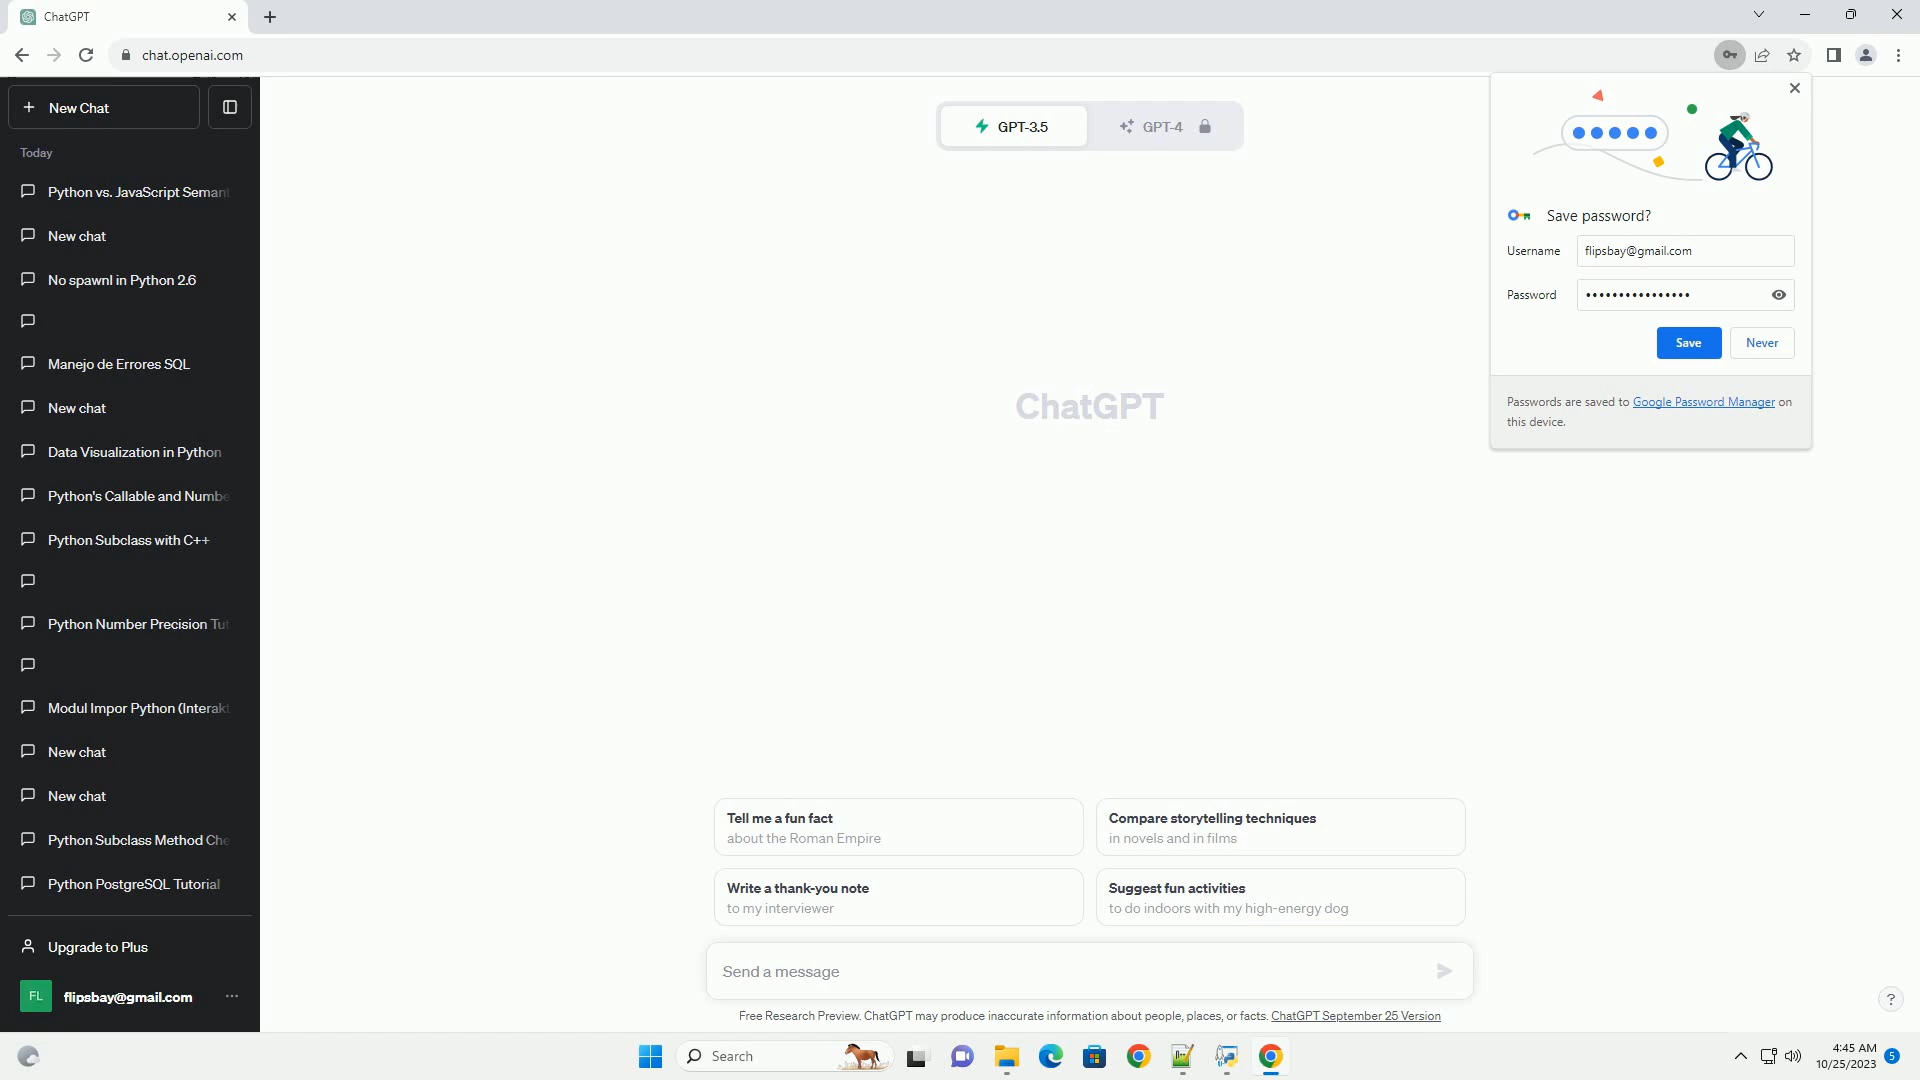 ChatGPT
chat.openai.com
New Chat
Today
Python vs. JavaScript Semant
New chat
No spawnl in Python 2.6
Manejo de Errores SQL
New chat
Data Visualization in Python
Python's Callable and Numbe
Python Subclass with C++
Python Number Precision Tut
Modul Impor Python (Interakt
New chat
New chat
Python Subclass Method Che
Python PostgreSQL Tutorial
Upgrade to Plus
FL flipsbay@gmail.com
GPT-3.5 GPT-4
ChatGPT
Save password?
Username flipsbay@gmail.com
Password ••••••••••••••••
Save Never
Passwords are saved to Google Password Manager on
this device.
Tell me a fun fact
about the Roman Empire
Compare storytelling techniques
in novels and in films
Write a thank-you note
to my interviewer
Suggest fun activities
to do indoors with my high-energy dog
Send a message
Free Research Preview. ChatGPT may produce inaccurate information about people, places, or facts. ChatGPT September 25 Version
?
Search
4:45 AM
10/25/2023
5